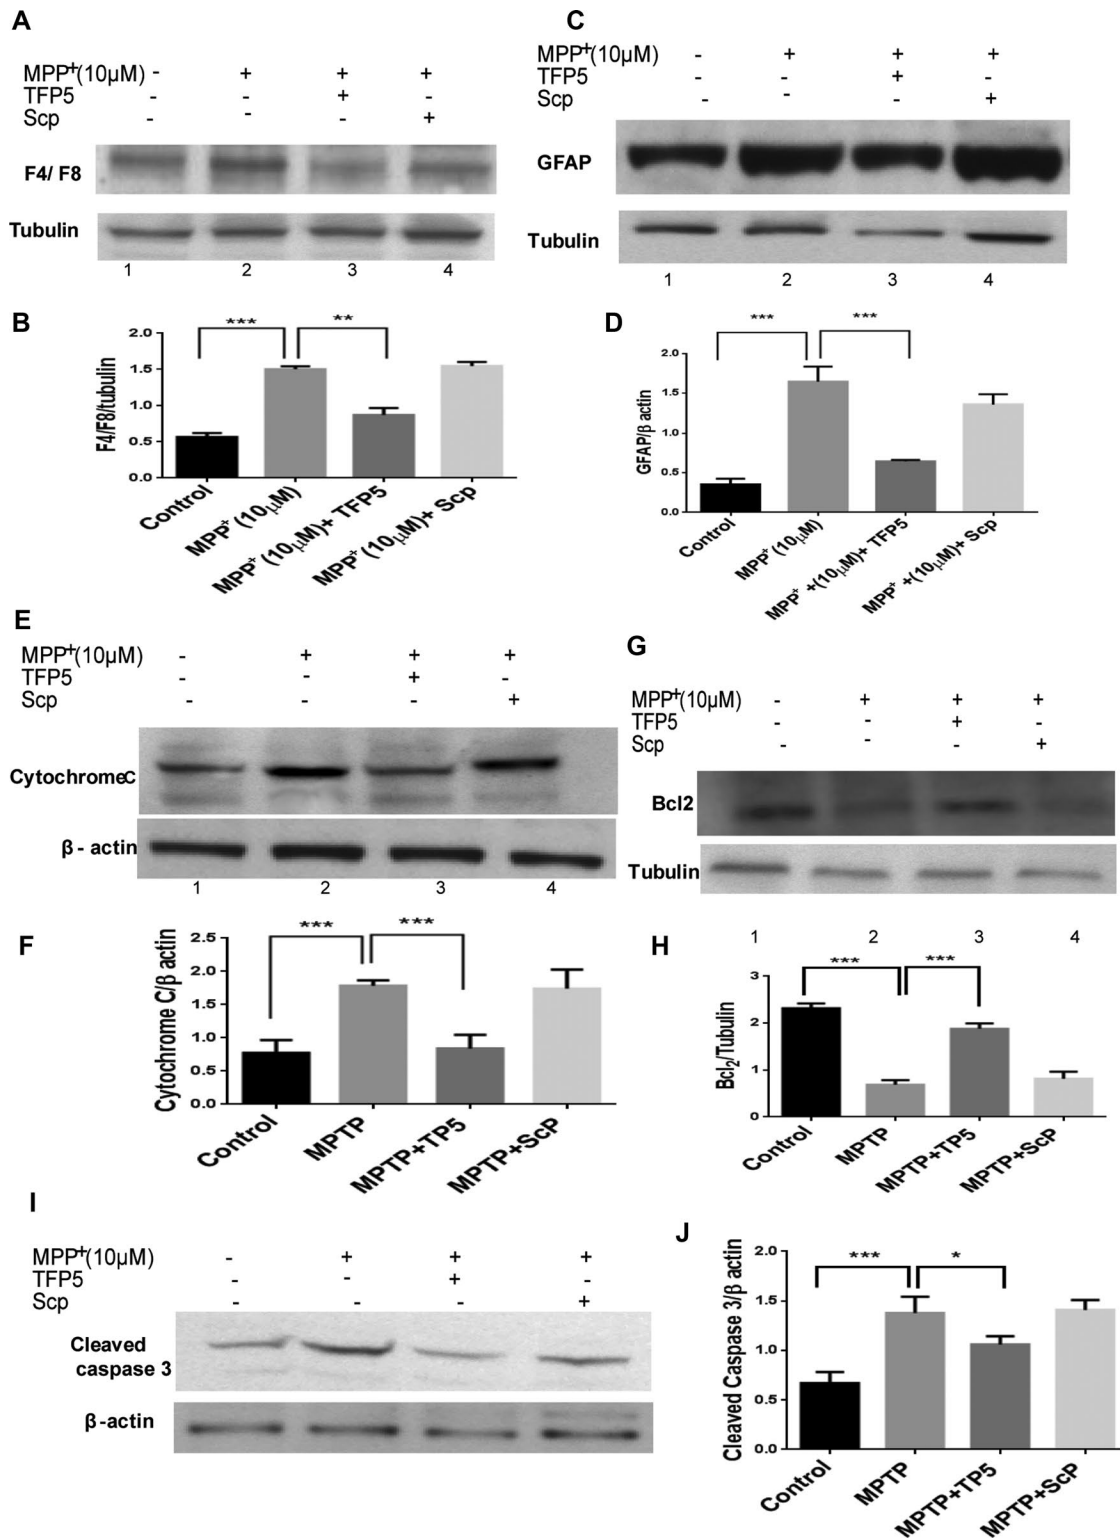 A
MPP+(10µM) - + + +
TFP5 - - + -
Scp - - - +
F4/ F8
Tubulin
1 2 3 4
B
F4/F8/tubulin
2.0
1.5
1.0
0.5
0.0
*** **
Control
MPP+ (10µM)
MPP+ (10µM)+ TFP5
MPP+ (10µM)+ Scp
C
MPP+(10µM) - + + +
TFP5 - - + -
Scp - - - +
GFAP
Tubulin
1 2 3 4
D
GFAP/β actin
2.0
1.5
1.0
0.5
0.0
*** ***
Control
MPP+ (10µM)
MPP+ +(10µM)+ TFP5
MPP+ +(10µM)+ Scp
E
MPP+(10µM) - + + +
TFP5 - - + -
Scp - - - +
CytochromeC
β - actin
1 2 3 4
F
Cytochrome C/β actin
2.5
2.0
1.5
1.0
0.5
0.0
*** ***
Control
MPTP
MPTP+TP5
MPTP+ScP
G
MPP+(10µM) - + + +
TFP5 - - + -
Scp - - - +
Bcl2
Tubulin
1 2 3 4
H
Bcl2/Tubulin
3
2
1
0
*** ***
Control
MPTP
MPTP+TP5
MPTP+ScP
I
MPP+(10µM) - + + +
TFP5 - - + -
Scp - - - +
Cleaved
caspase 3
β-actin
J
Cleaved Caspase 3/β actin
2.0
1.5
1.0
0.5
0.0
*** *
Control
MPTP
MPTP+TP5
MPTP+ScP